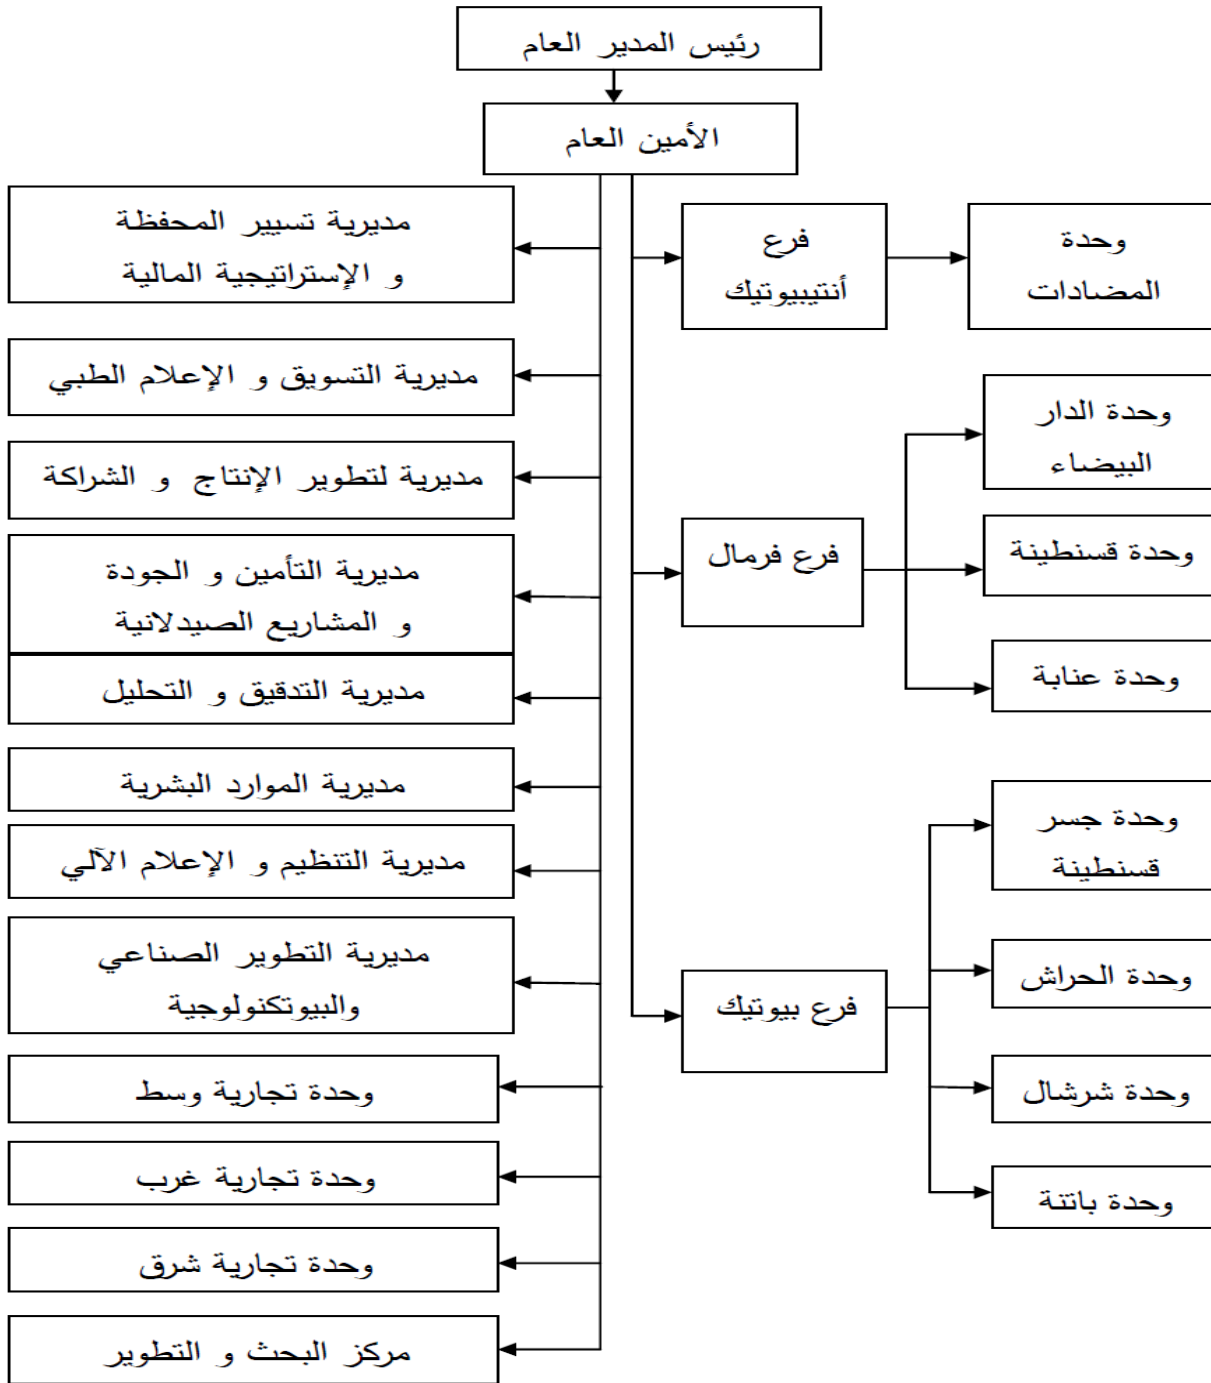 رئيس المدير العام
الأمين العام
فرع
أنتيبيوتيك
وحدة
المضادات
فرع فرمال
وحدة الدار
البيضاء
وحدة قسنطينة
وحدة عنابة
فرع بيوتيك
وحدة جسر
قسنطينة
وحدة الحراش
وحدة شرشال
وحدة باتنة
مديرية تسيير المحفظة
و الإستراتيجية المالية
مديرية التسويق و الإعلام الطبي
مديرية لتطوير الإنتاج و الشراكة
مديرية التأمين و الجودة
و المشاريع الصيدلانية
مديرية التدقيق و التحليل
مديرية الموارد البشرية
مديرية التنظيم و الإعلام الآلي
مديرية التطوير الصناعي
والبيوتكنولوجية
وحدة تجارية وسط
وحدة تجارية غرب
وحدة تجارية شرق
مركز البحث و التطوير